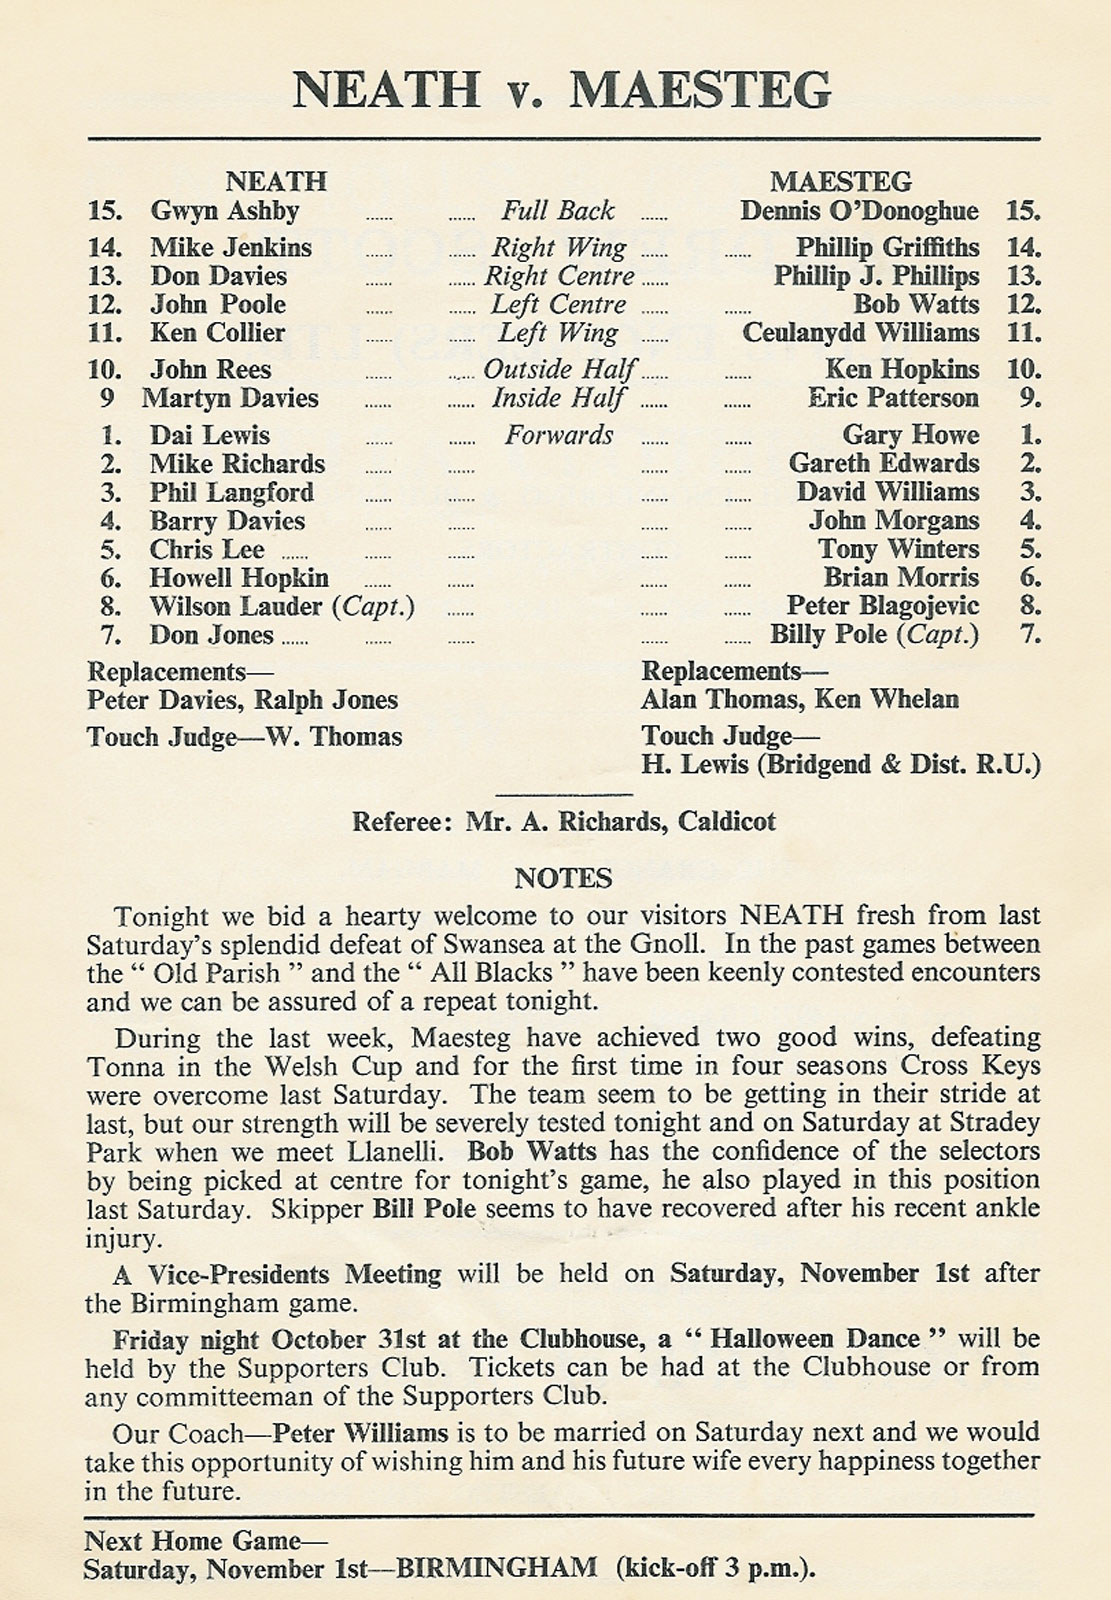 NEATH v. MAESTEG
NEATH MAESTEG
15. Gwyn Ashby ...... ...... Full Back ...... Dennis O'Donoghue 15.
14. Mike Jenkins ...... ...... Right Wing ...... ...... Phillip Griffiths 14.
13. Don Davies ...... ...... Right Centre ...... Phillip J. Phillips 13.
12. John Poole ...... ...... Left Centre ...... ...... Bob Watts 12.
11. Ken Collier ...... ...... Left Wing ...... Ceulanydd Williams 11.
10. John Rees ...... ...... Outside Half ...... ...... Ken Hopkins 10.
9 Martyn Davies ...... ...... Inside Half ...... ...... Eric Patterson 9.
1. Dai Lewis ...... ...... Forwards ...... ...... Gary Howe 1.
2. Mike Richards ...... ...... ...... ...... Gareth Edwards 2.
3. Phil Langford ...... ...... ...... ...... David Williams 3.
4. Barry Davies ...... ...... ...... ...... John Morgans 4.
5. Chris Lee ...... ...... ...... ...... ...... Tony Winters 5.
6. Howell Hopkin ...... ...... ...... ...... Brian Morris 6.
8. Wilson Lauder (Capt.) ...... ...... ...... Peter Blagojevic 8.
7. Don Jones ...... ...... ...... ...... ...... Billy Pole (Capt.) 7.
Replacements— Replacements—
Peter Davies, Ralph Jones Alan Thomas, Ken Whelan
Touch Judge—W. Thomas Touch Judge—
H. Lewis (Bridgend & Dist. R.U.)
Referee: Mr. A. Richards, Caldicot
NOTES
Tonight we bid a hearty welcome to our visitors NEATH fresh from last
Saturday's splendid defeat of Swansea at the Gnoll. In the past games between
the " Old Parish " and the " All Blacks " have been keenly contested encounters
and we can be assured of a repeat tonight.
During the last week, Maesteg have achieved two good wins, defeating
Tonna in the Welsh Cup and for the first time in four seasons Cross Keys
were overcome last Saturday. The team seem to be getting in their stride at
last, but our strength will be severely tested tonight and on Saturday at Stradey
Park when we meet Llanelli. Bob Watts has the confidence of the selectors
by being picked at centre for tonight's game, he also played in this position
last Saturday. Skipper Bill Pole seems to have recovered after his recent ankle
injury.
A Vice-Presidents Meeting will be held on Saturday, November 1st after
the Birmingham game.
Friday night October 31st at the Clubhouse, a " Halloween Dance " will be
held by the Supporters Club. Tickets can be had at the Clubhouse or from
any committeeman of the Supporters Club.
Our Coach—Peter Williams is to be married on Saturday next and we would
take this opportunity of wishing him and his future wife every happiness together
in the future.
Next Home Game—
Saturday, November 1st—BIRMINGHAM (kick-off 3 p.m.).